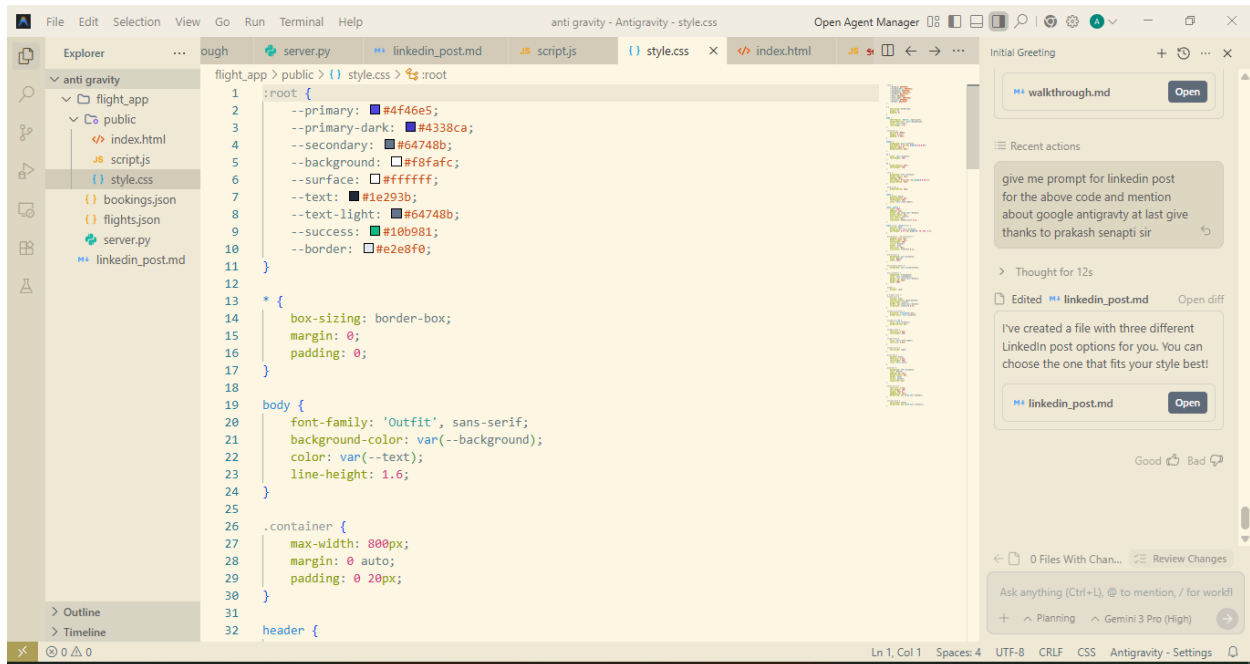 File Edit Selection View Go Run Terminal Help
anti gravity - Antigravity - style.css
Open Agent Manager
A
Explorer
anti gravity
flight_app
public
index.html
JS script.js
{ } style.css
{ } bookings.json
{ } flights.json
server.py
M↓ linkedin_post.md
Outline
Timeline
ough
server.py
M↓ linkedin_post.md
JS script.js
{ } style.css
index.html
JS
flight_app > public > { } style.css > :root
1 :root {
2 --primary: #4f46e5;
3 --primary-dark: #4338ca;
4 --secondary: #64748b;
5 --background: #f8fafc;
6 --surface: #ffffff;
7 --text: #1e293b;
8 --text-light: #64748b;
9 --success: #10b981;
10 --border: #e2e8f0;
11 }
12
13 * {
14 box-sizing: border-box;
15 margin: 0;
16 padding: 0;
17 }
18
19 body {
20 font-family: 'Outfit', sans-serif;
21 background-color: var(--background);
22 color: var(--text);
23 line-height: 1.6;
24 }
25
26 .container {
27 max-width: 800px;
28 margin: 0 auto;
29 padding: 0 20px;
30 }
31
32 header {
Initial Greeting
M↓ walkthrough.md Open
Recent actions
give me prompt for linkedin post
for the above code and mention
about google antigravty at last give
thanks to prakash senapti sir
Thought for 12s
Edited M↓ linkedin_post.md Open diff
I've created a file with three different
LinkedIn post options for you. You can
choose the one that fits your style best!
M↓ linkedin_post.md Open
Good Bad
0 Files With Chan... Review Changes
Ask anything (Ctrl+L), @ to mention, / for workfl
Planning Gemini 3 Pro (High)
0 0
Ln 1, Col 1 Spaces: 4 UTF-8 CRLF CSS Antigravity - Settings